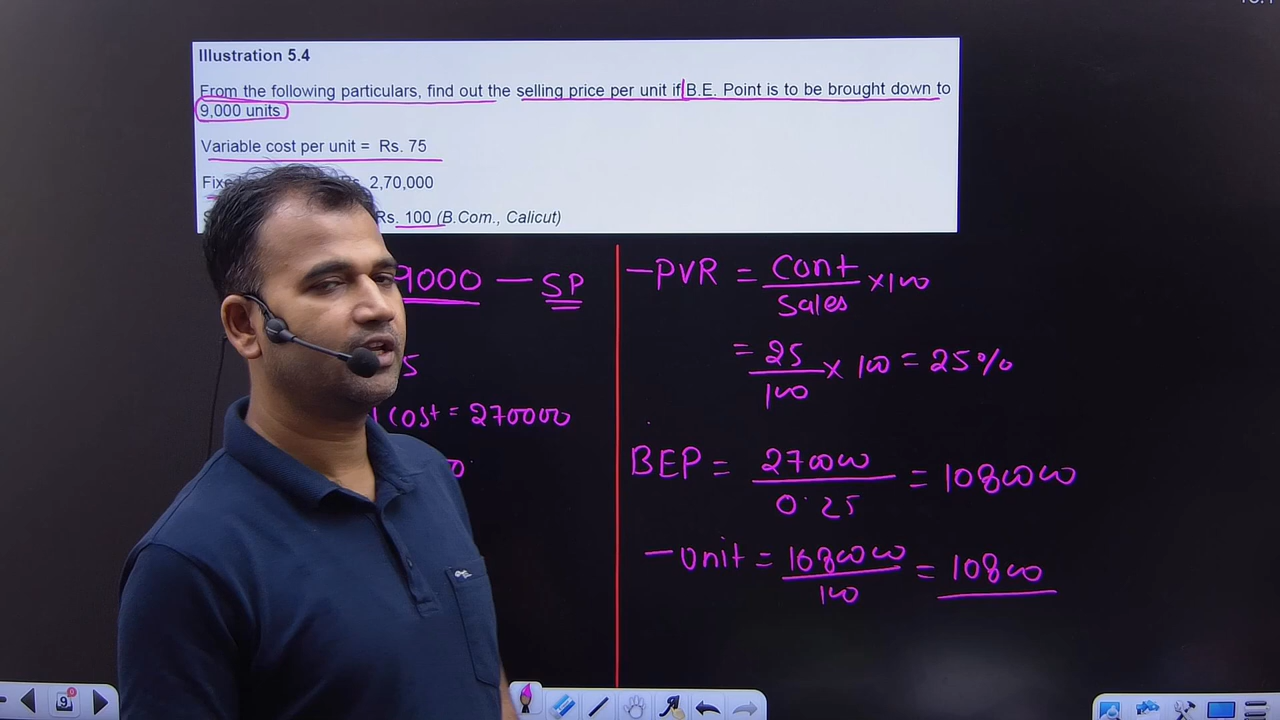 Illustration 5.4
From the following particulars, find out the selling price per unit if B.E. Point is to be brought down to
9,000 units
Variable cost per unit = Rs. 75
2,70,000
Rs. 100 (B.Com., Calicut)
9000 — SP
5
cost = 270000
0
— PVR = Cont / Sales × 100
= 25 / 100 × 100 = 25%
BEP = 270000 / 0.25 = 1080000
— Unit = 1080000 / 100 = 10800
9